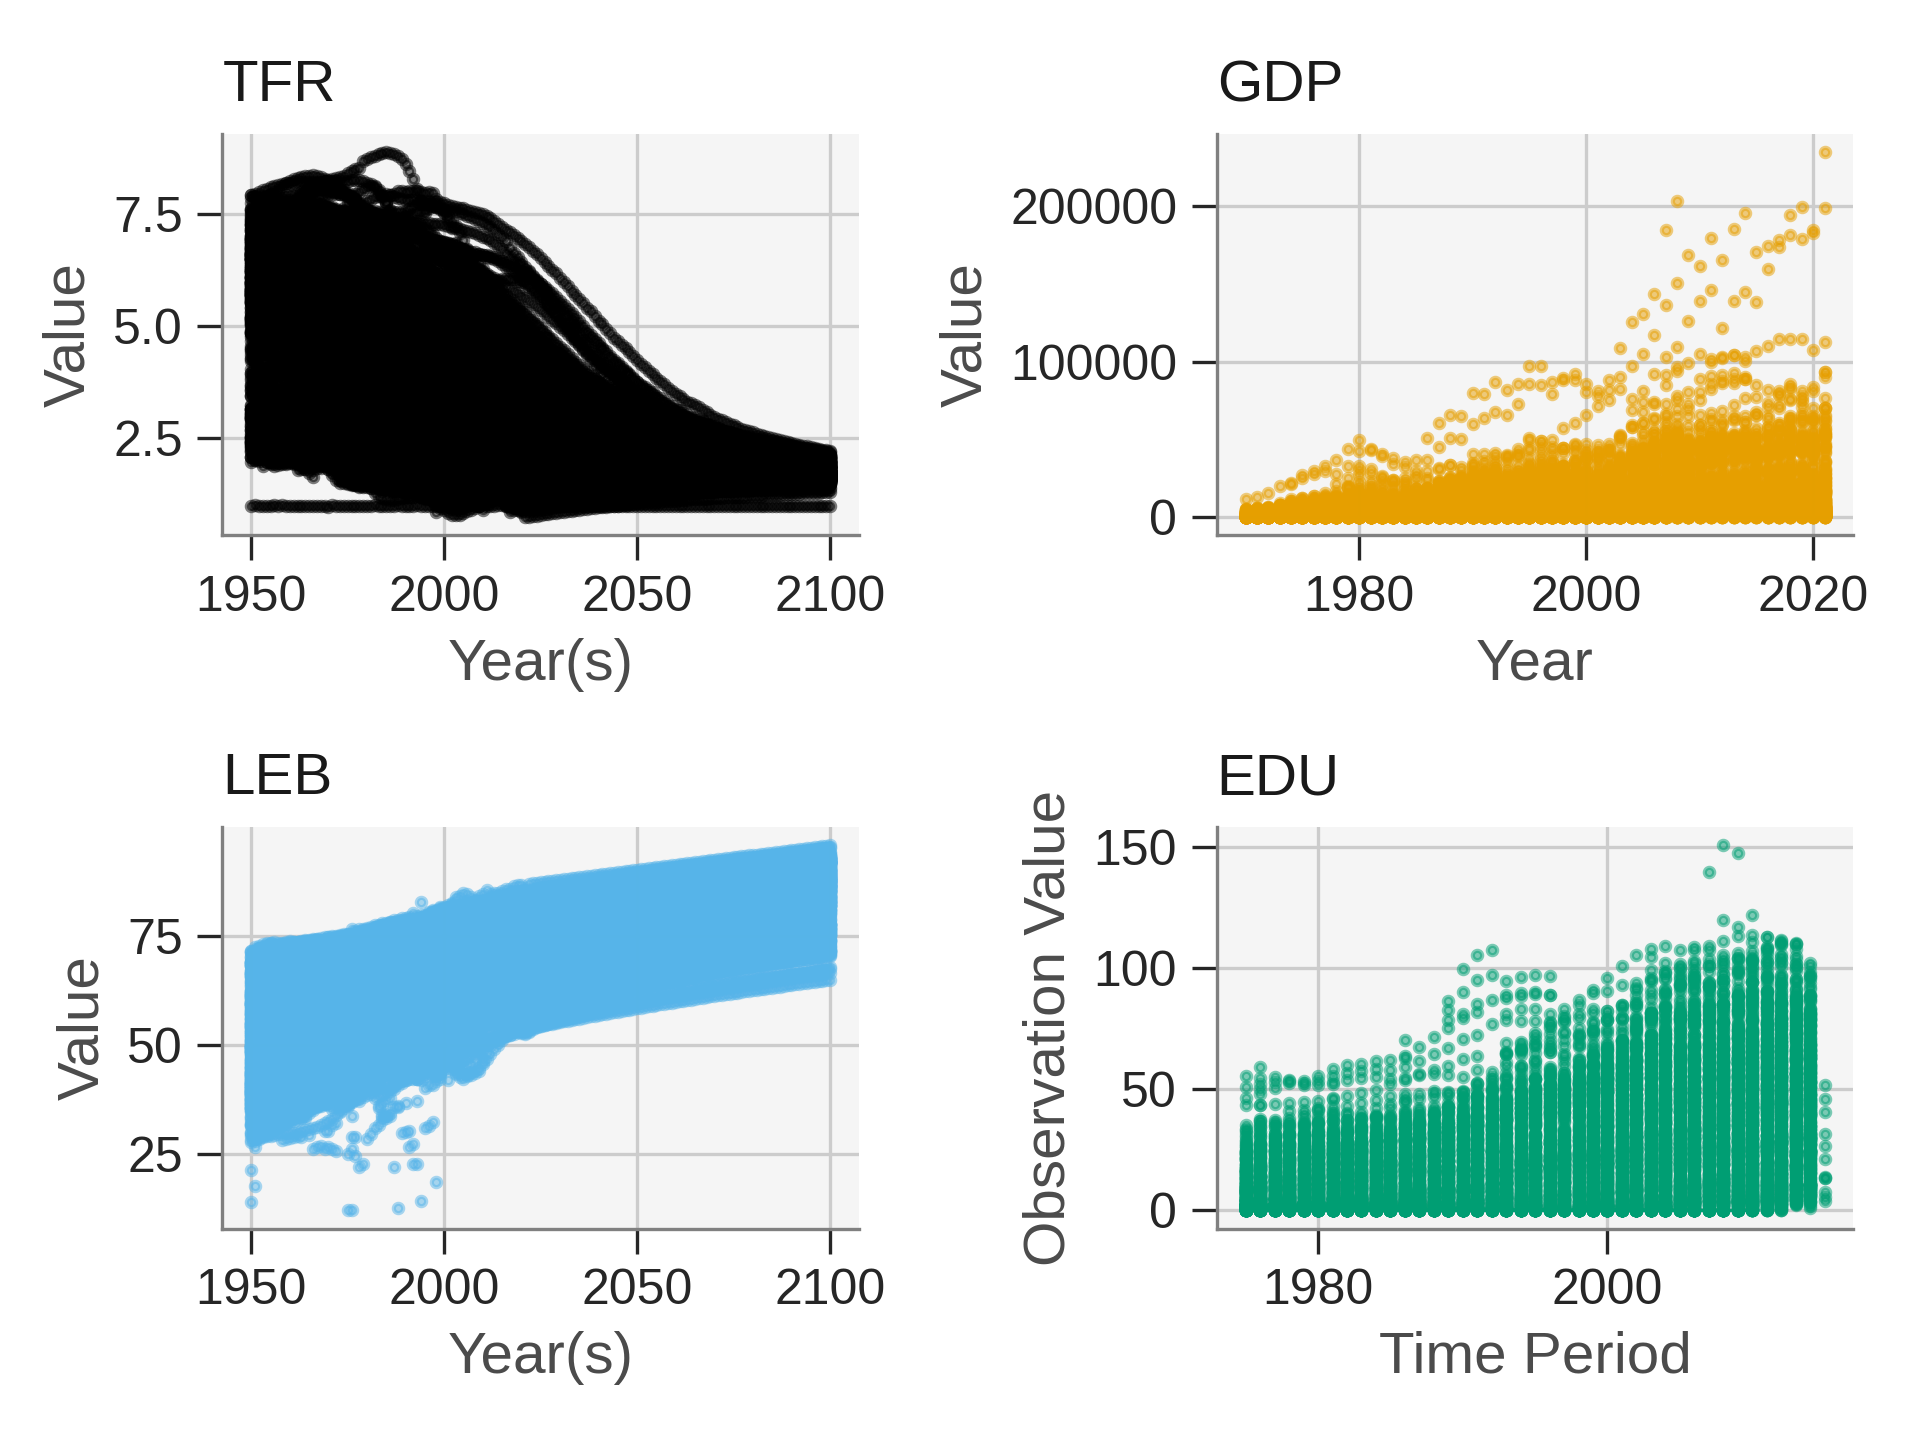 TFR
Value
7.5
5.0
2.5
1950 2000 2050 2100
Year(s)
GDP
Value
200000
100000
0
1980 2000 2020
Year
LEB
Value
75
50
25
1950 2000 2050 2100
Year(s)
EDU
Observation Value
150
100
50
0
1980 2000
Time Period